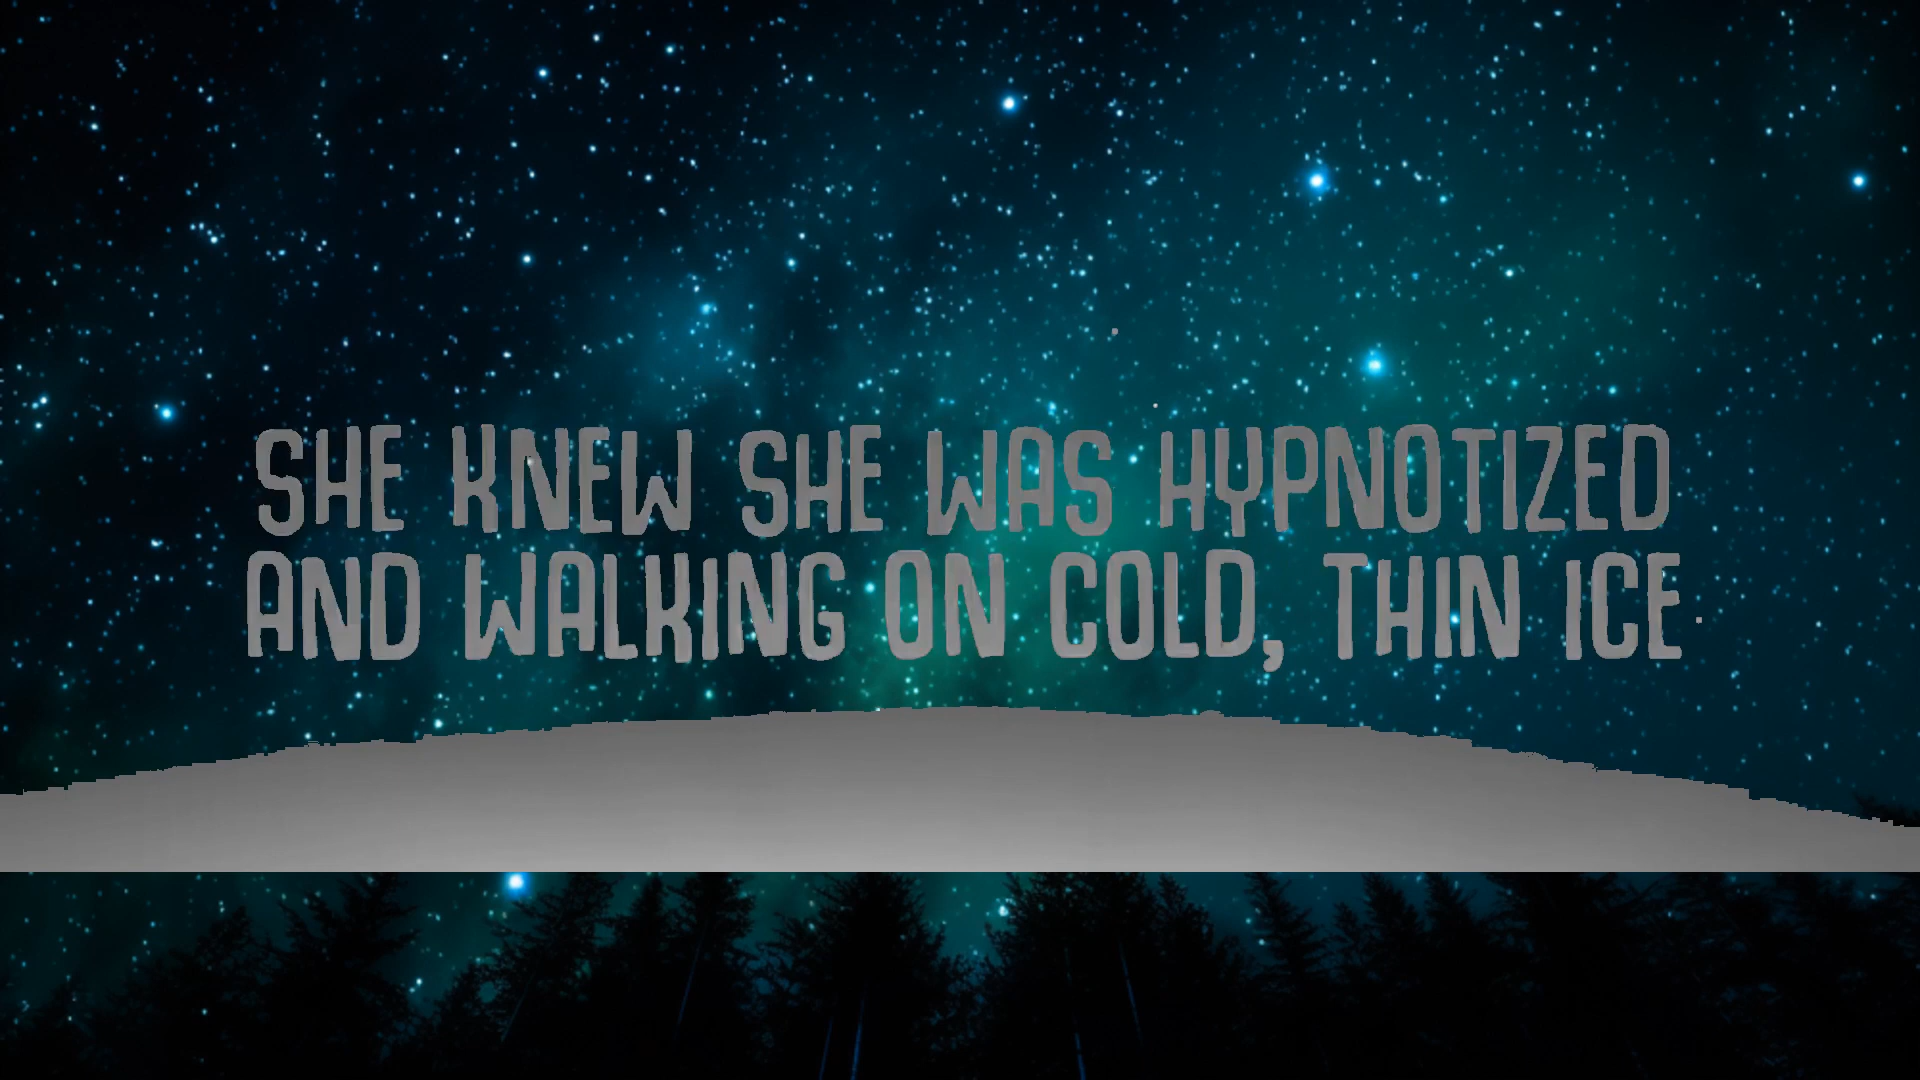 SHE KNEW SHE WAS HYPNOTIZED
AND WALKING ON COLD, THIN ICE